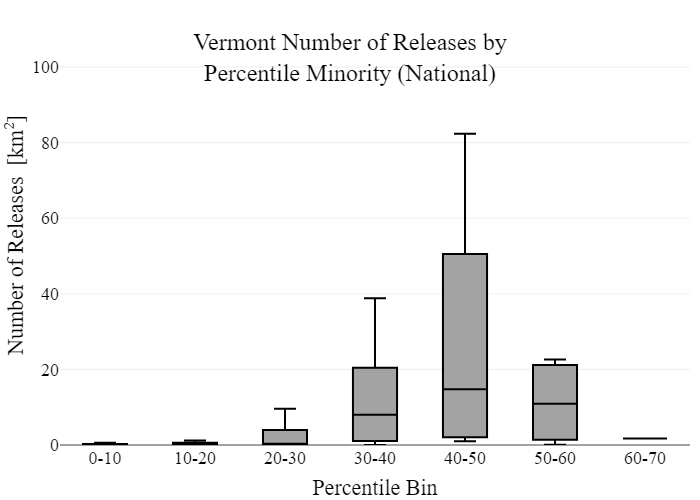 Vermont Number of Releases by
Percentile Minority (National)
Number of Releases [km²]
100
80
60
40
20
0
0-10 10-20 20-30 30-40 40-50 50-60 60-70
Percentile Bin